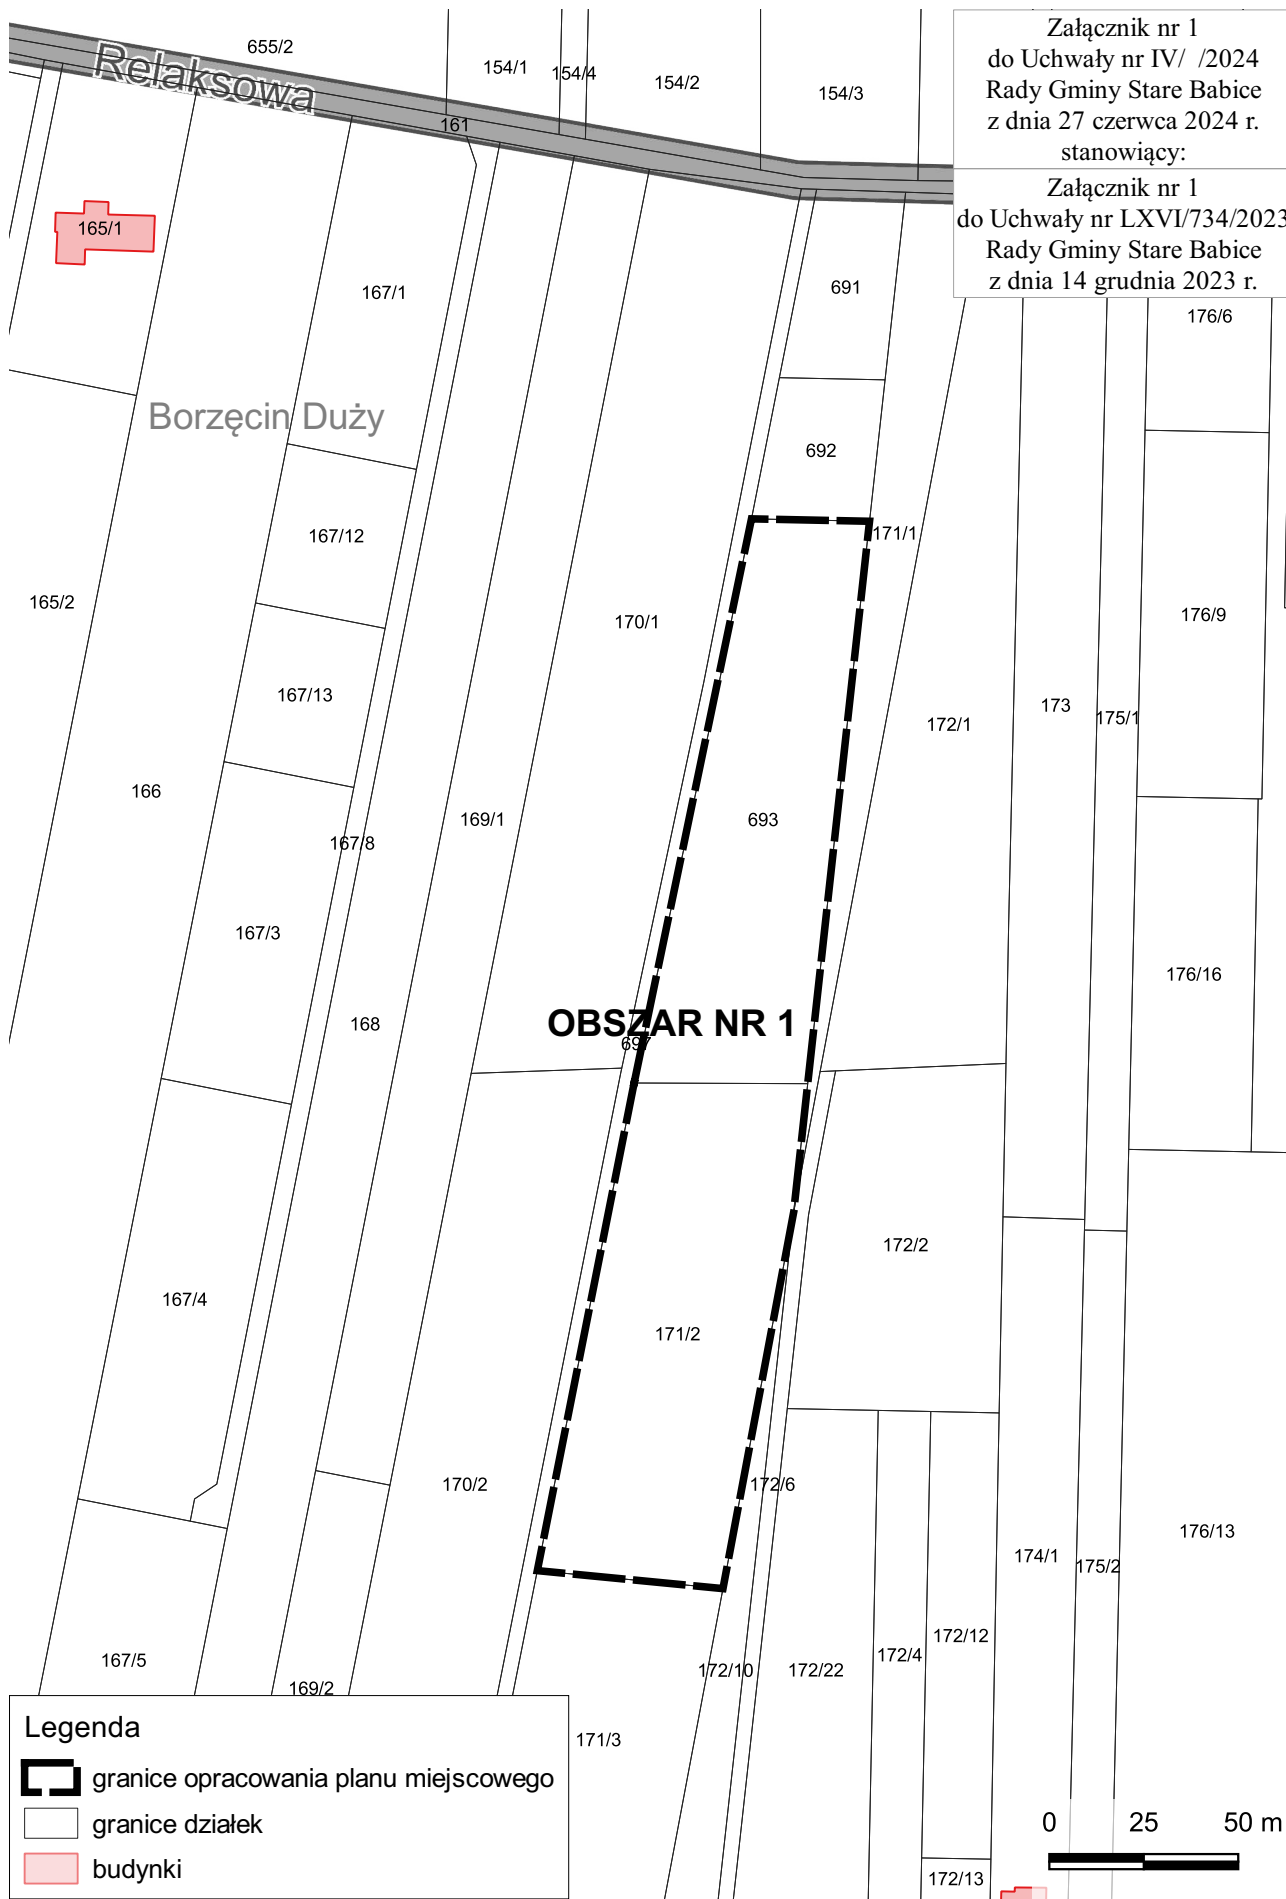 Załącznik nr 1
do Uchwały nr IV/ /2024
Rady Gminy Stare Babice
z dnia 27 czerwca 2024 r.
stanowiący:
Załącznik nr 1
do Uchwały nr LXVI/734/2023
Rady Gminy Stare Babice
z dnia 14 grudnia 2023 r.
655/2
Relaksowa
154/1
154/4
154/2
154/3
161
165/1
167/1
691
176/6
Borzęcin Duży
692
167/12
171/1
165/2
170/1
176/9
167/13
173
175/1
172/1
166
169/1
693
167/8
167/3
176/16
168
OBSZAR NR 1
697
172/2
167/4
171/2
170/2
172/6
176/13
174/1
175/2
172/12
172/4
167/5
172/10
172/22
169/2
171/3
Legenda
granice opracowania planu miejscowego
granice działek
budynki
0 25 50 m
172/13